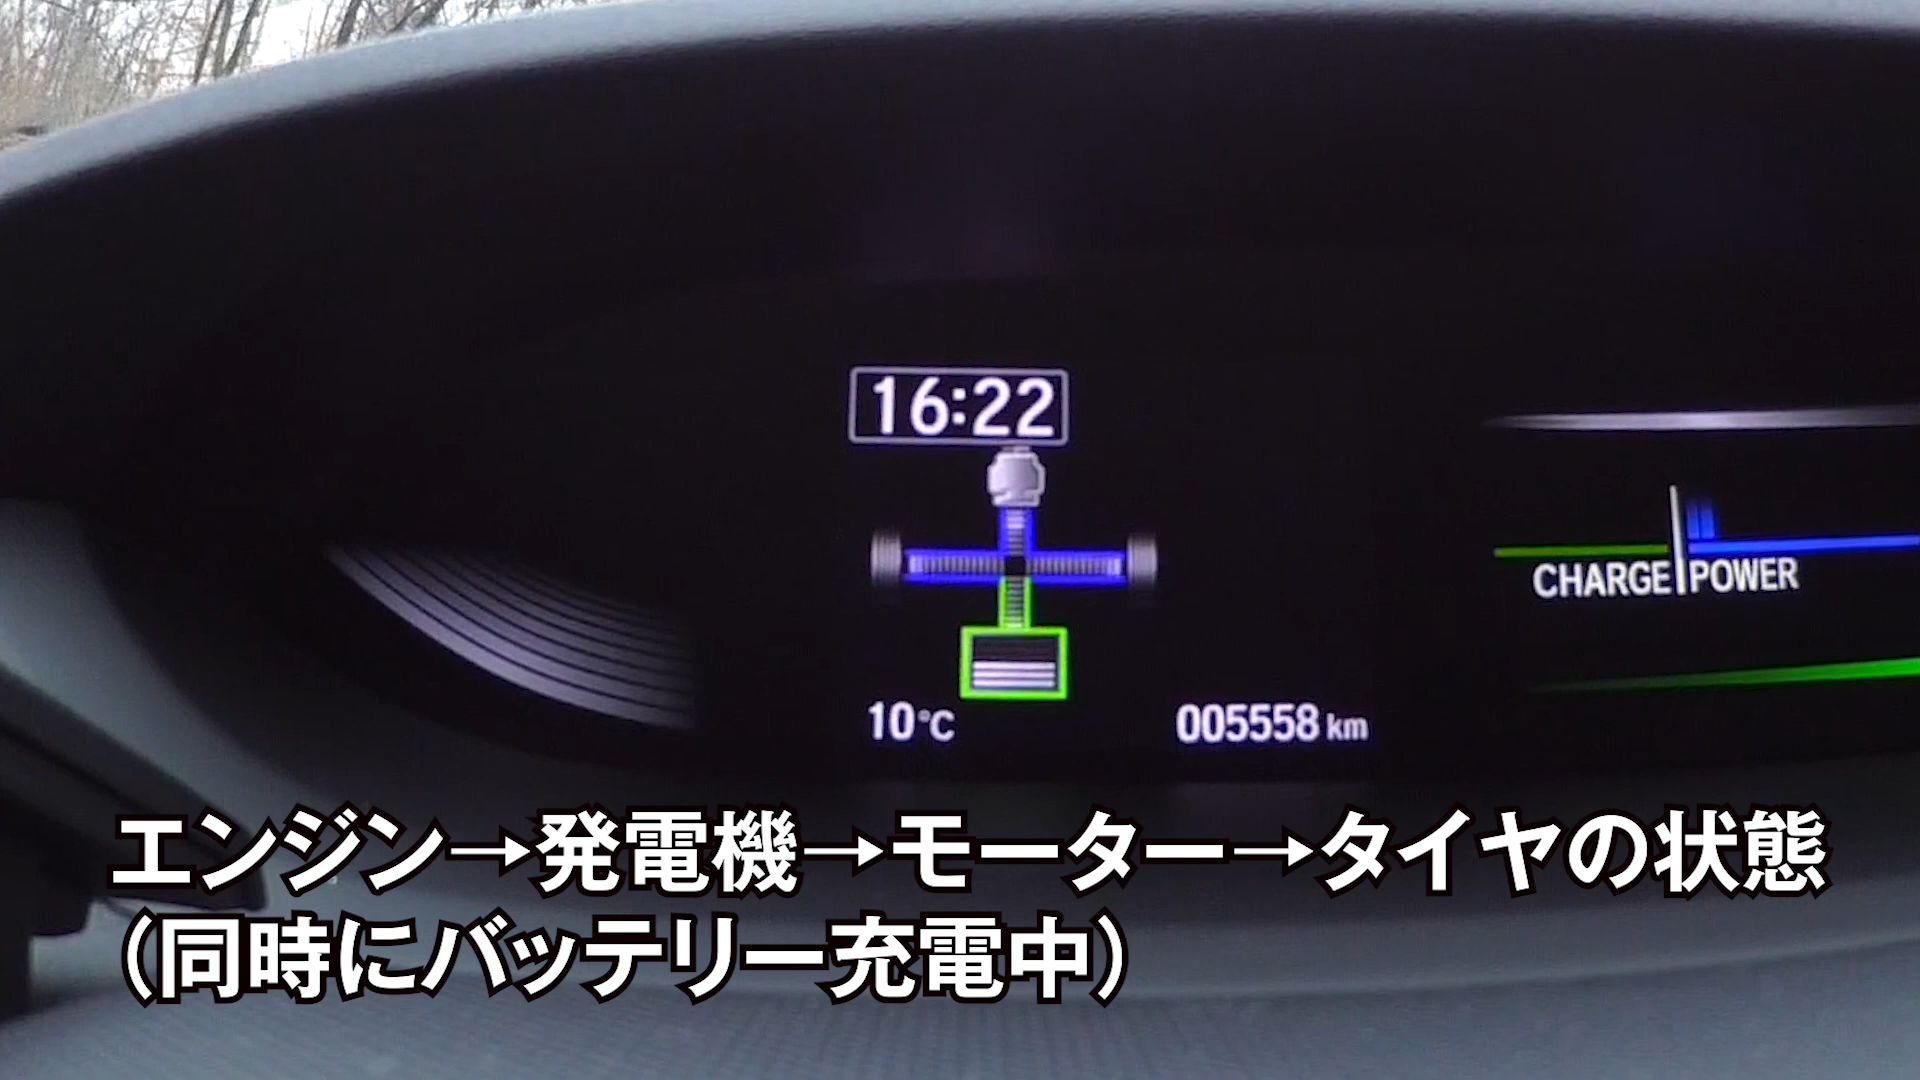 16:22
CHARGE POWER
10°C
005558 km
エンジン→発電機→モーター→タイヤの状態
(同時にバッテリー充電中)